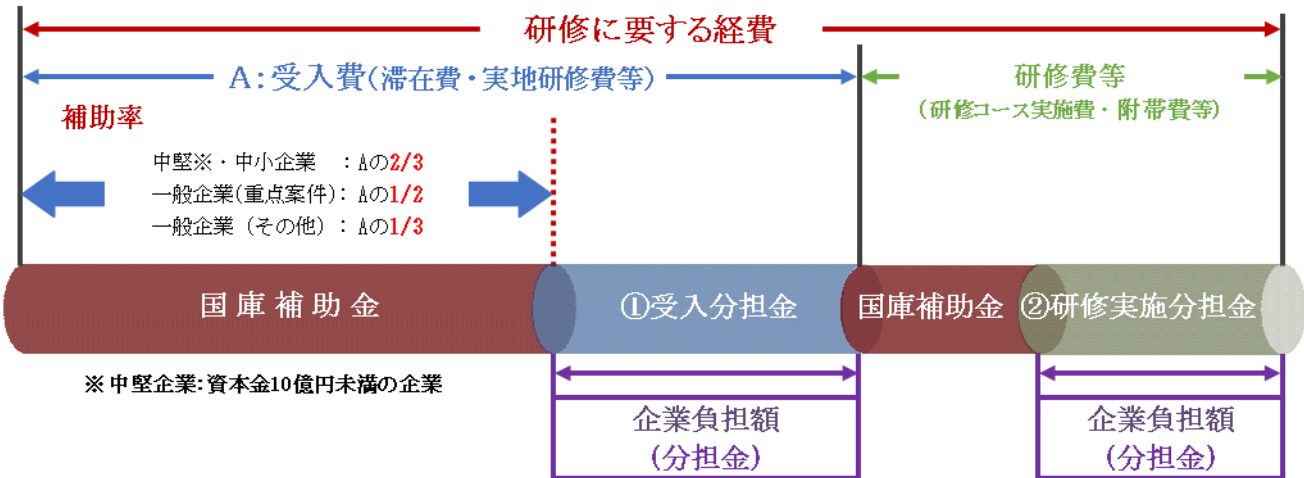 研修に要する経費
A:受入費(滞在費・実地研修費等)
研修費等
(研修コース実施費・附帯費等)
補助率
中堅※・中小企業 : Aの2/3
一般企業(重点案件): Aの1/2
一般企業(その他): Aの1/3
国庫補助金
①受入分担金
国庫補助金
②研修実施分担金
※中堅企業:資本金10億円未満の企業
企業負担額
(分担金)
企業負担額
(分担金)